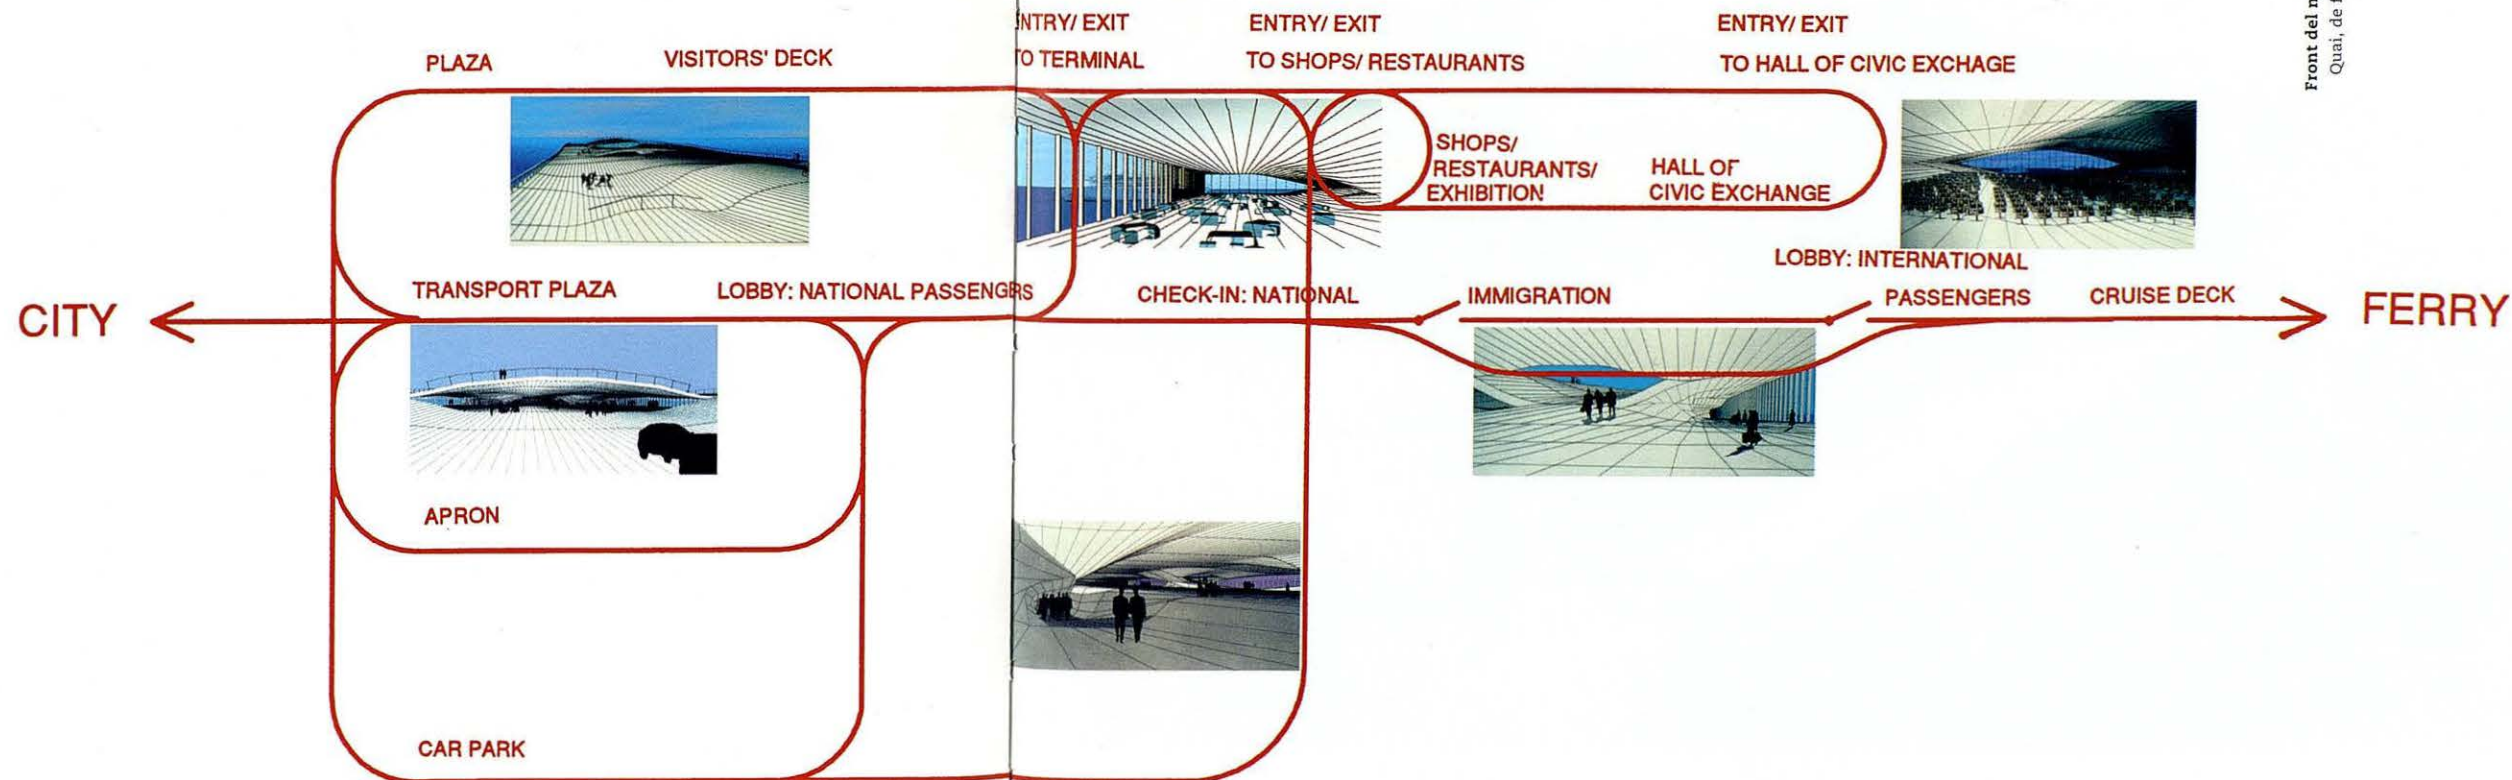 ENTRY/ EXIT
TO TERMINAL
ENTRY/ EXIT
TO SHOPS/ RESTAURANTS
ENTRY/ EXIT
TO HALL OF CIVIC EXCHAGE
Front del
Quai, de
PLAZA
VISITORS' DECK
SHOPS/
RESTAURANTS/
EXHIBITION
HALL OF
CIVIC EXCHANGE
CITY
TRANSPORT PLAZA
LOBBY: NATIONAL PASSENGRS
CHECK-IN: NATIONAL
IMMIGRATION
LOBBY: INTERNATIONAL
PASSENGERS
CRUISE DECK
FERRY
APRON
CAR PARK